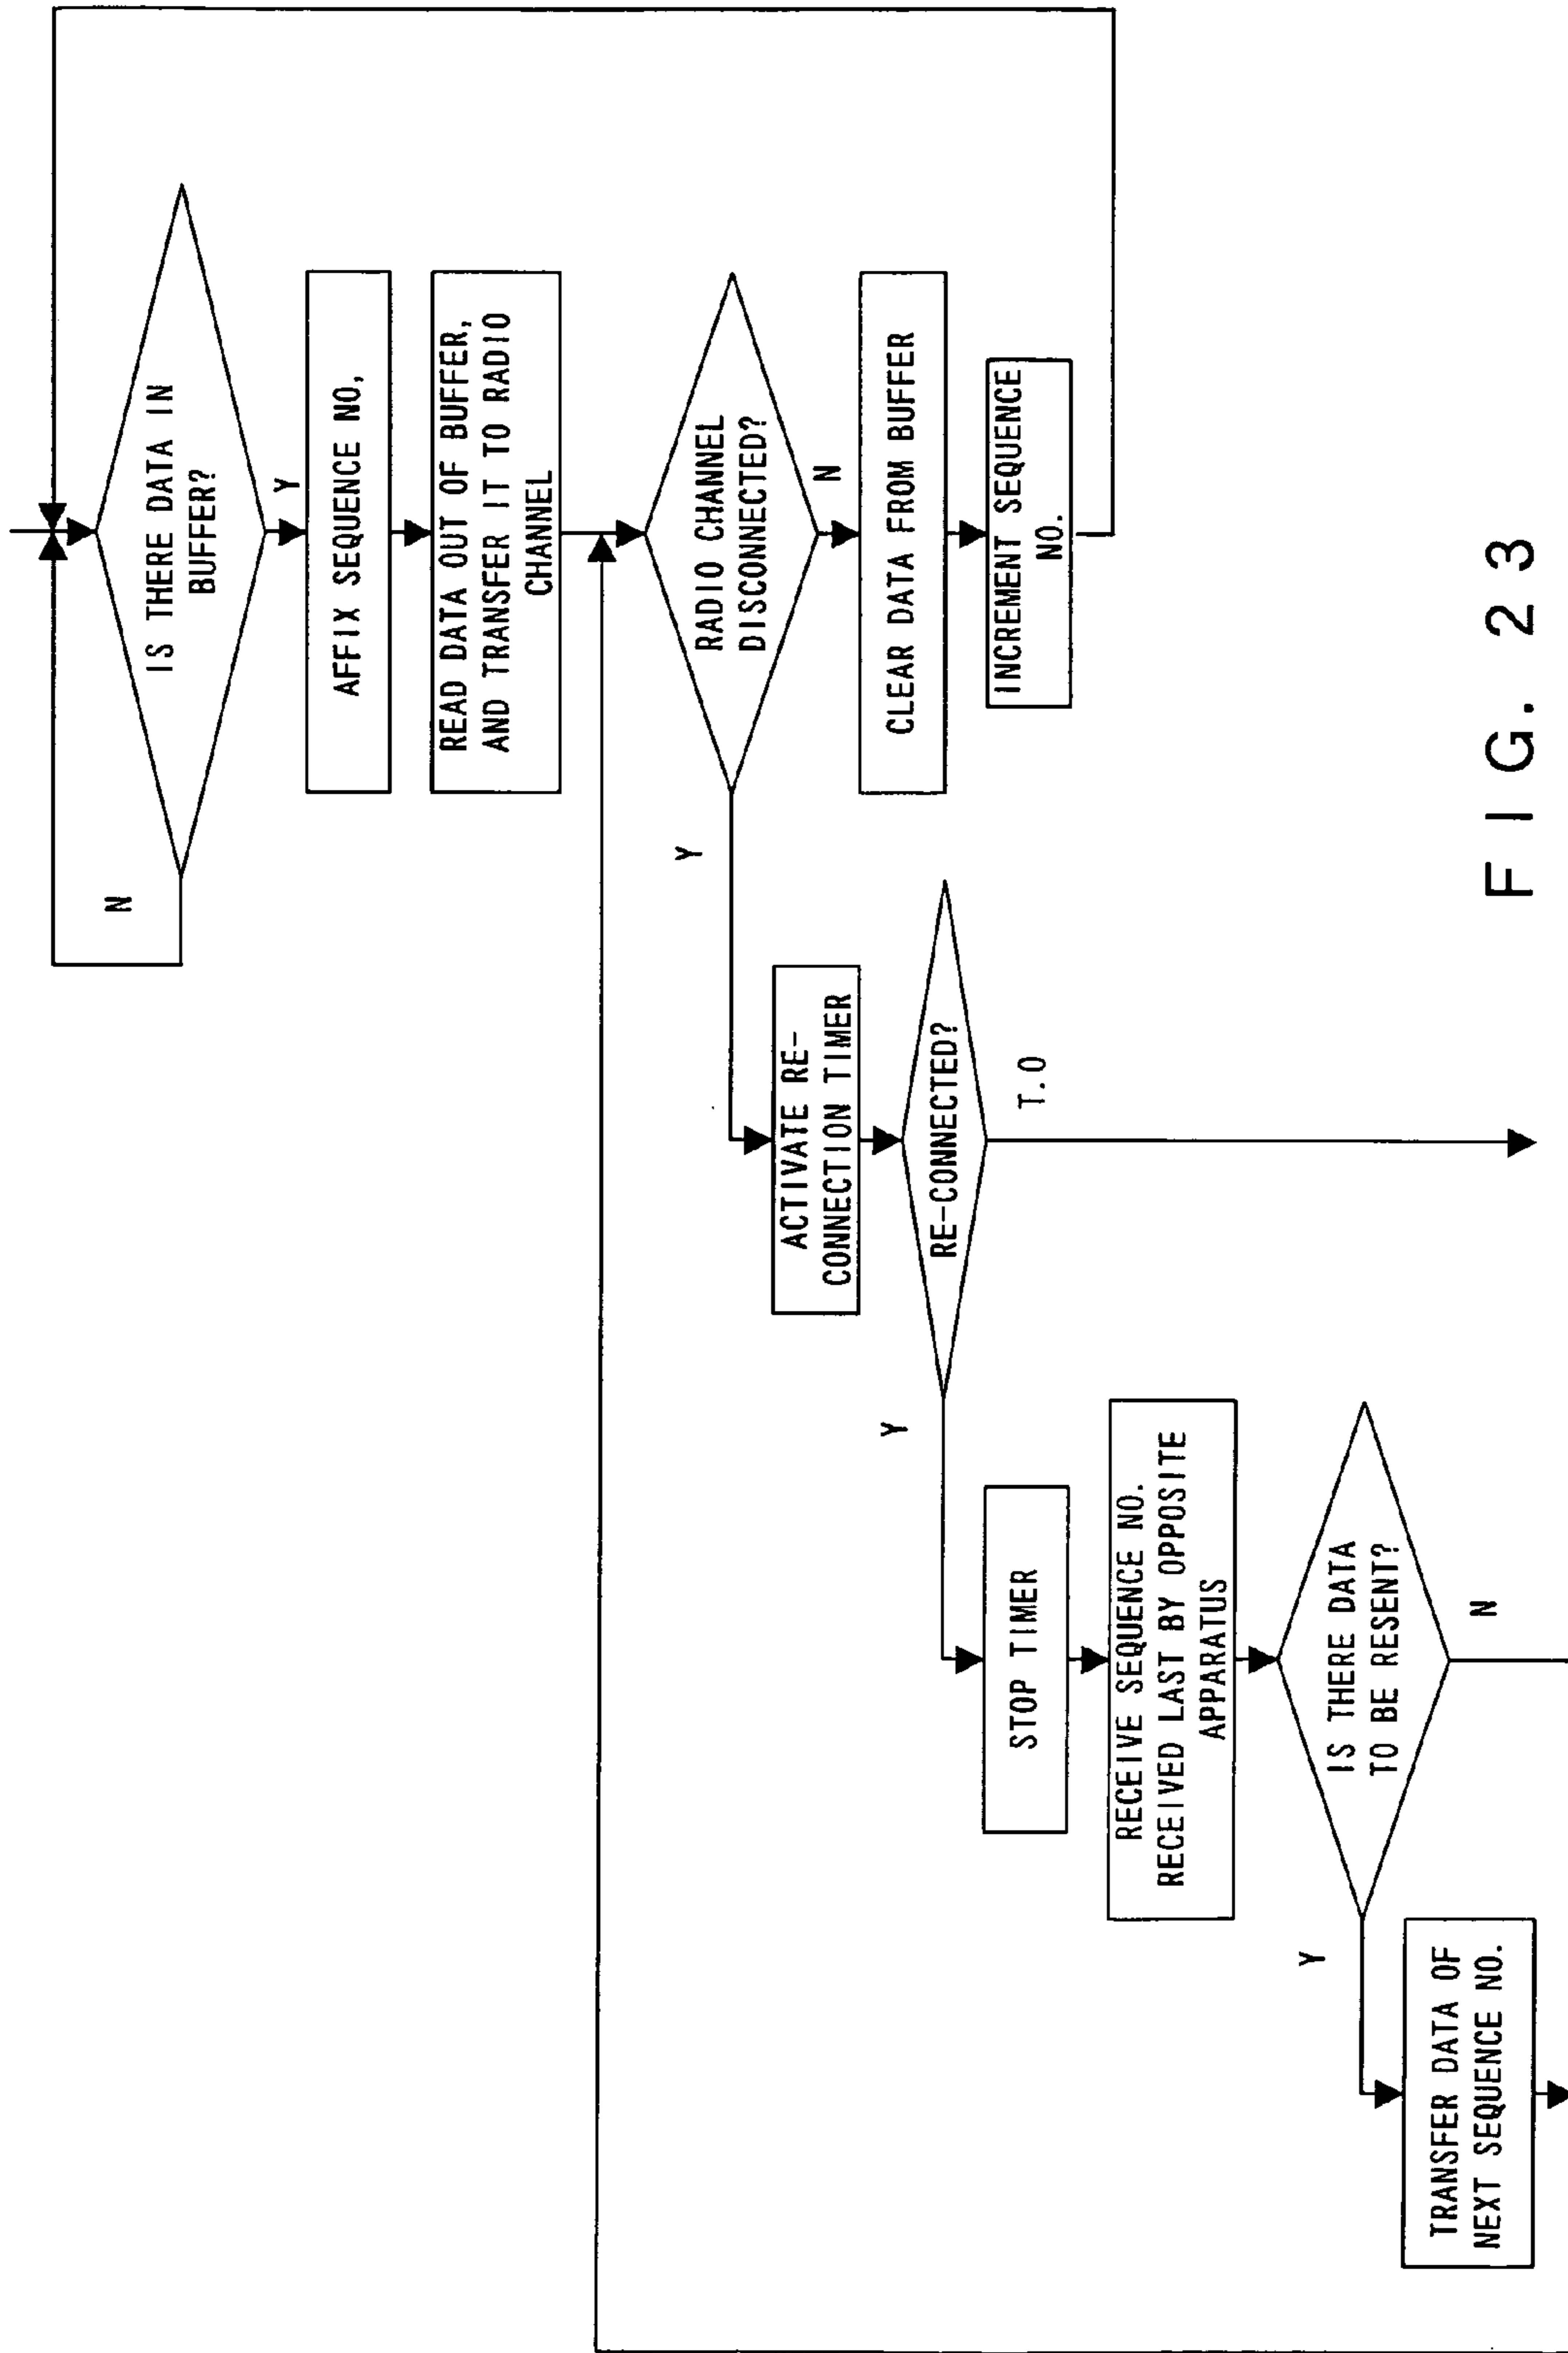 IS THERE DATA IN
BUFFER?
N
Y
AFFIX SEQUENCE NO,
READ DATA OUT OF BUFFER,
AND TRANSFER IT TO RADIO
CHANNEL
RADIO CHANNEL
DISCONNECTED?
Y
N
CLEAR DATA FROM BUFFER
INCREMENT SEQUENCE
NO.
ACTIVATE RE-
CONNECTION TIMER
RE-CONNECTED?
Y
T.O
STOP TIMER
RECEIVE SEQUENCE NO.
RECEIVED LAST BY OPPOSITE
APPARATUS
IS THERE DATA
TO BE RESENT?
Y
N
TRANSFER DATA OF
NEXT SEQUENCE NO.
FIG. 23